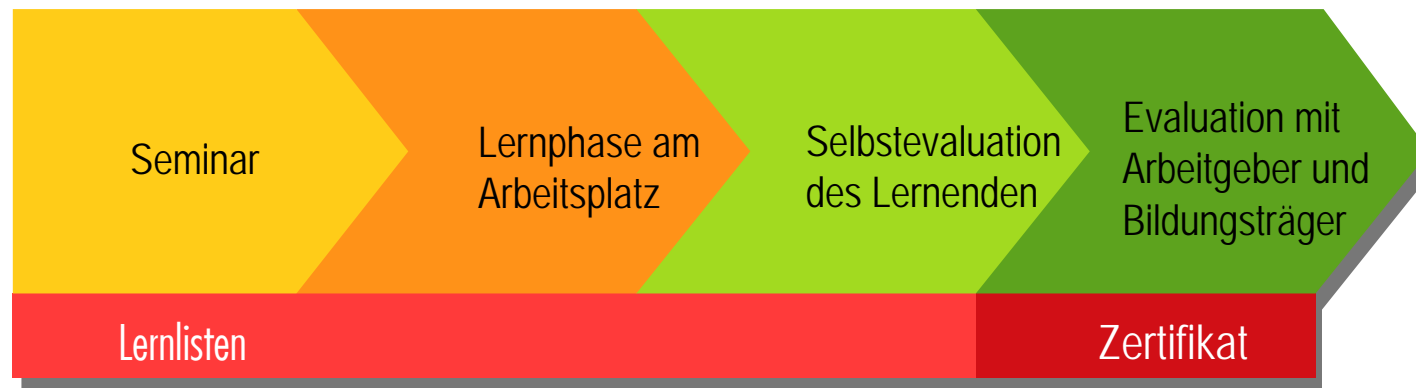 Seminar
Lernphase am
Arbeitsplatz
Selbstevaluation
des Lernenden
Evaluation mit
Arbeitgeber und
Bildungsträger
Lernlisten
Zertifikat